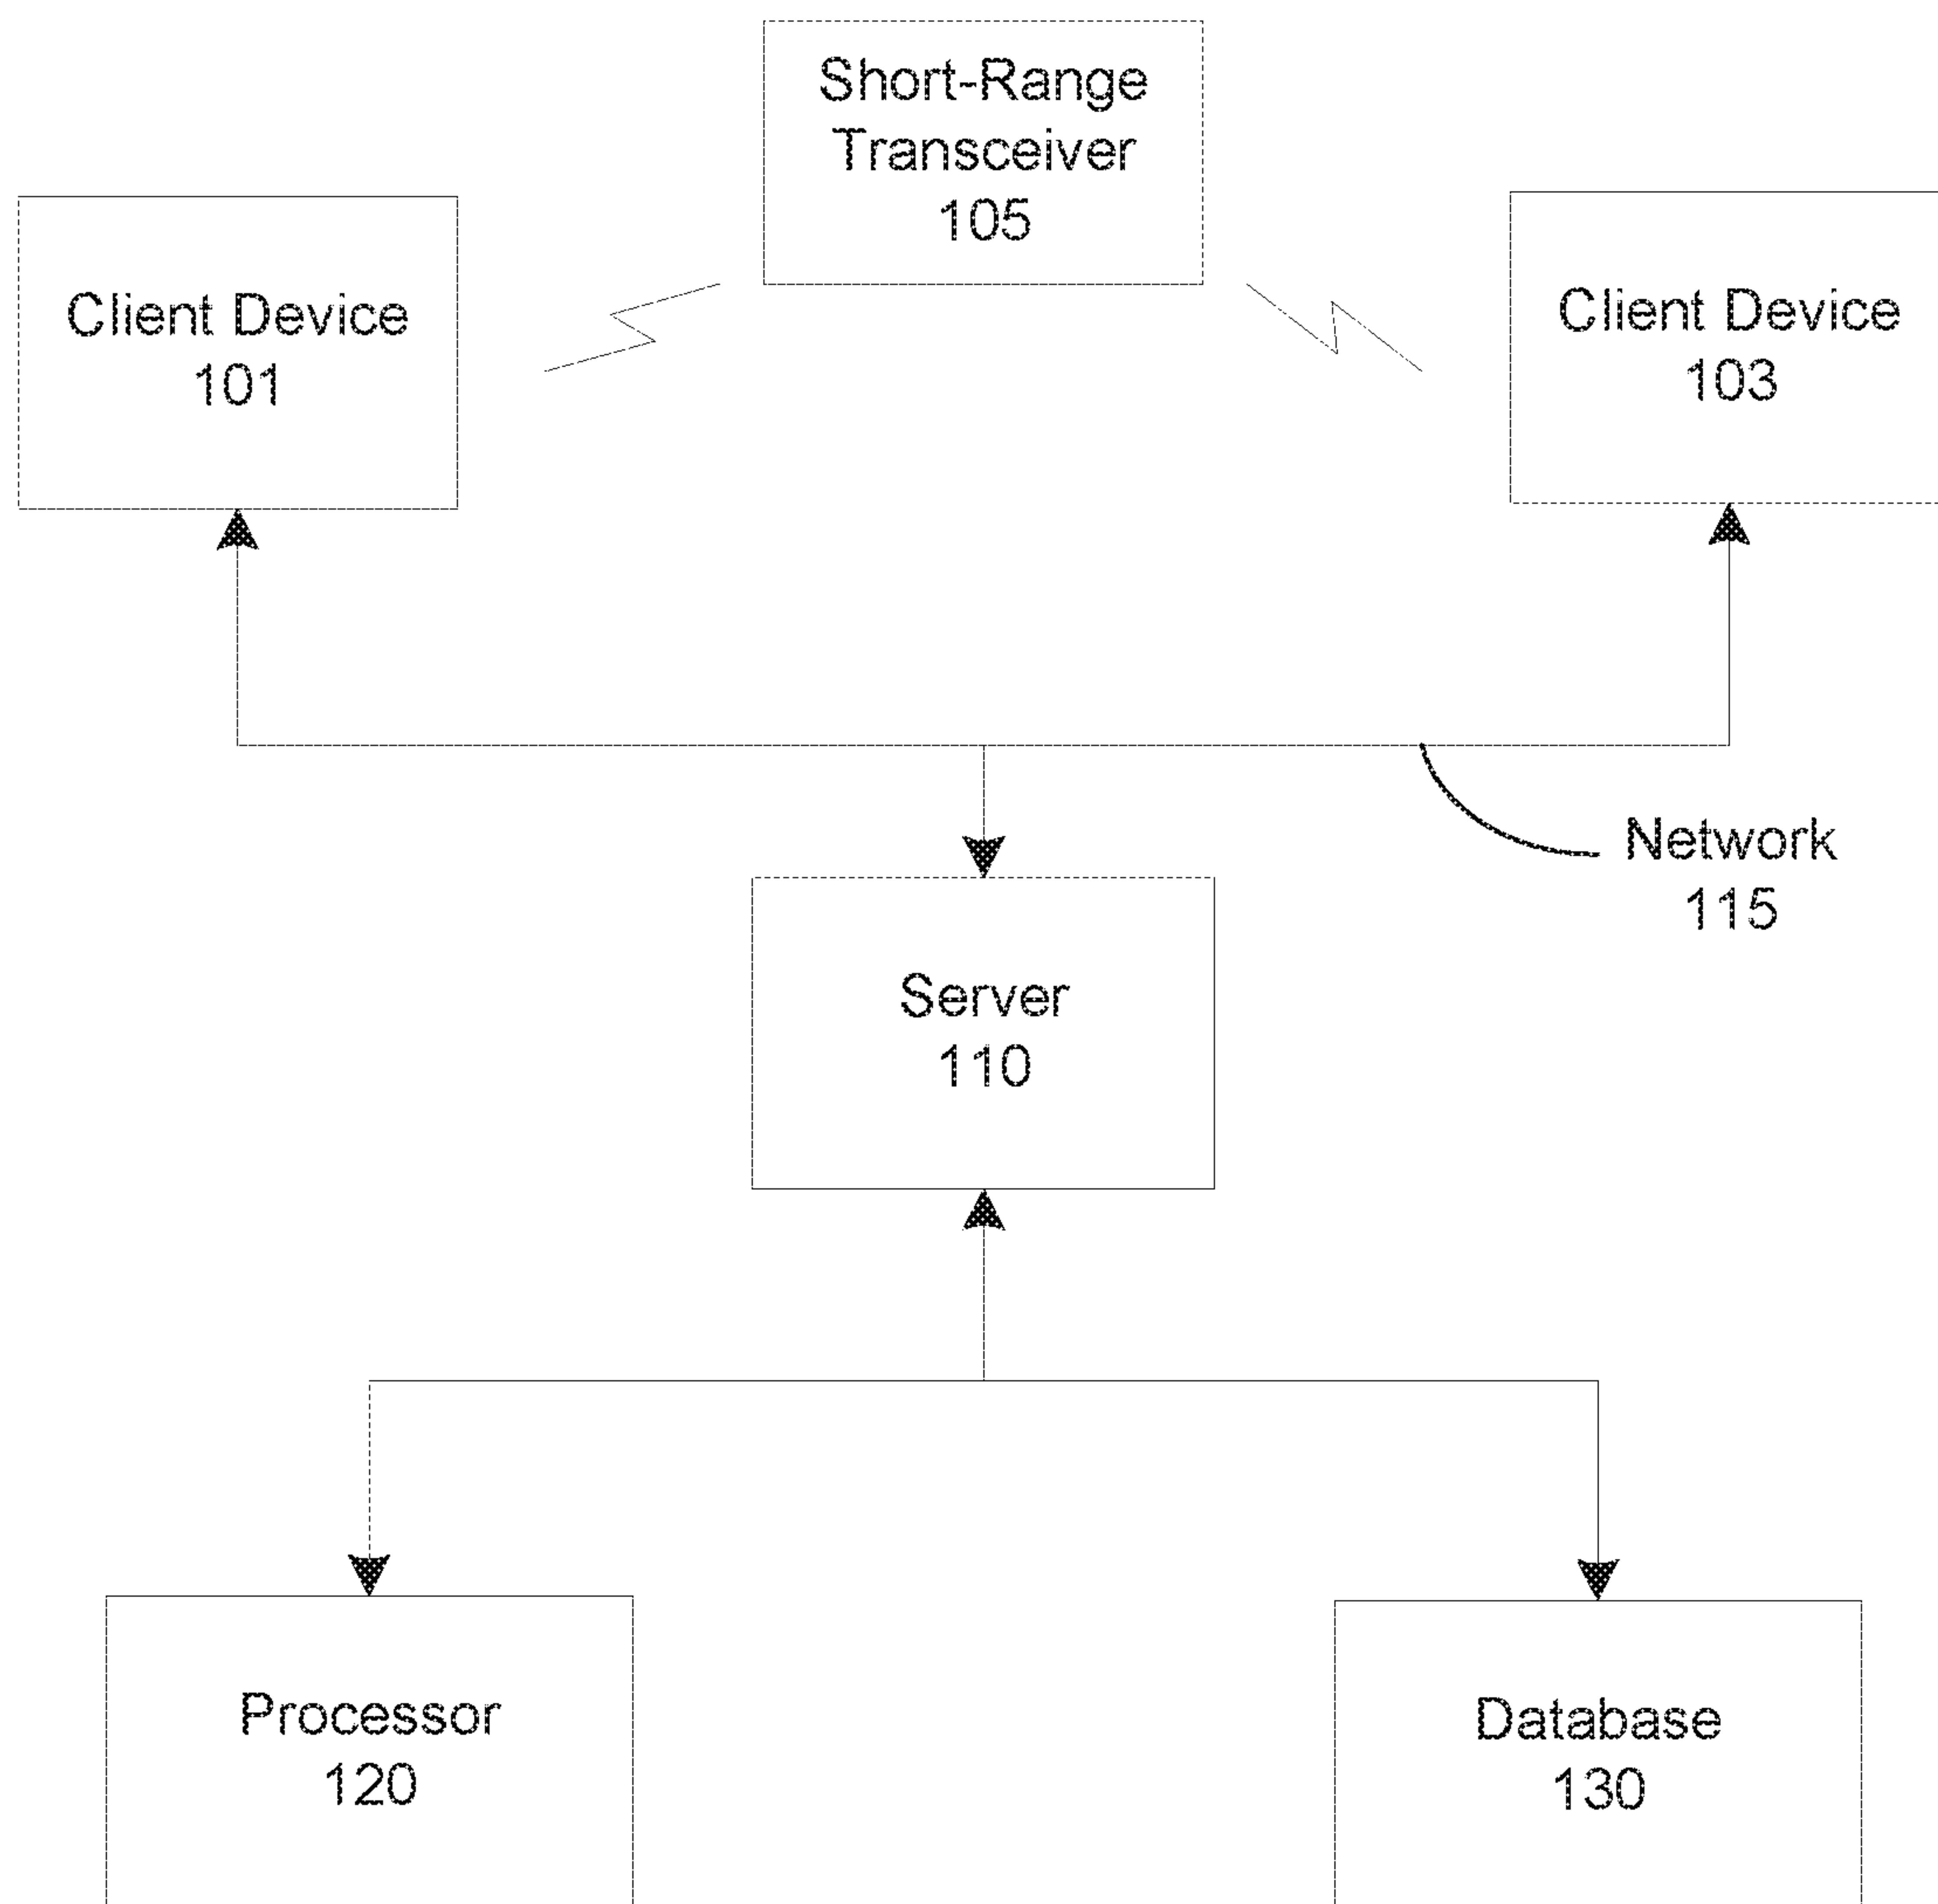 Short-Range
Transceiver
105
Client Device
101
Client Device
103
Network
115
Server
110
Processor
120
Database
130